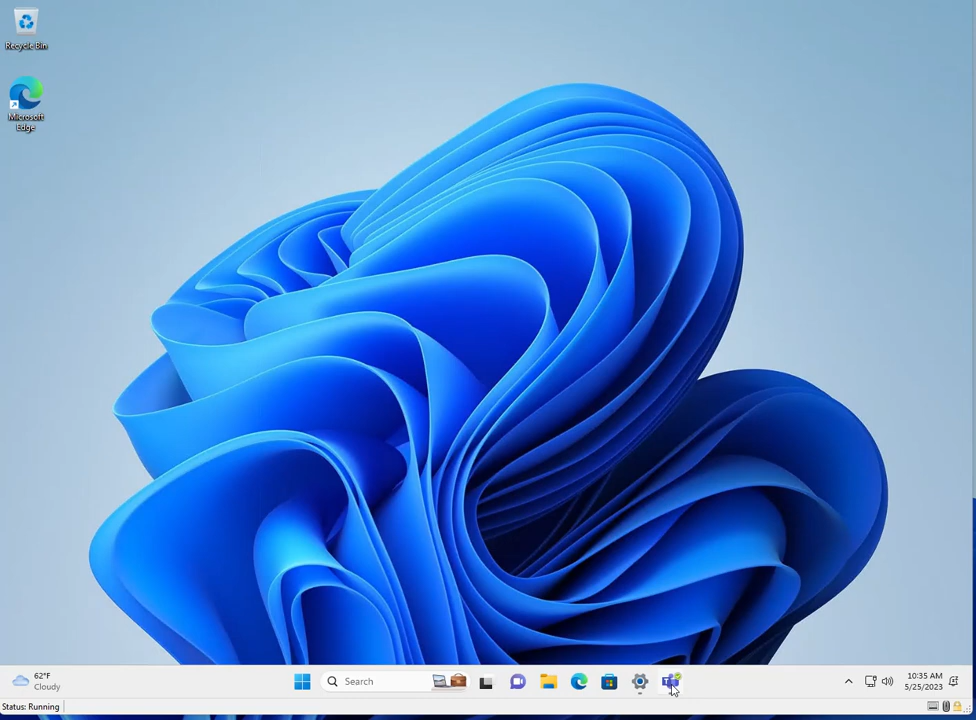 Recycle Bin
Microsoft
Edge
62°F
Cloudy
Search
10:35 AM
5/25/2023
Status: Running